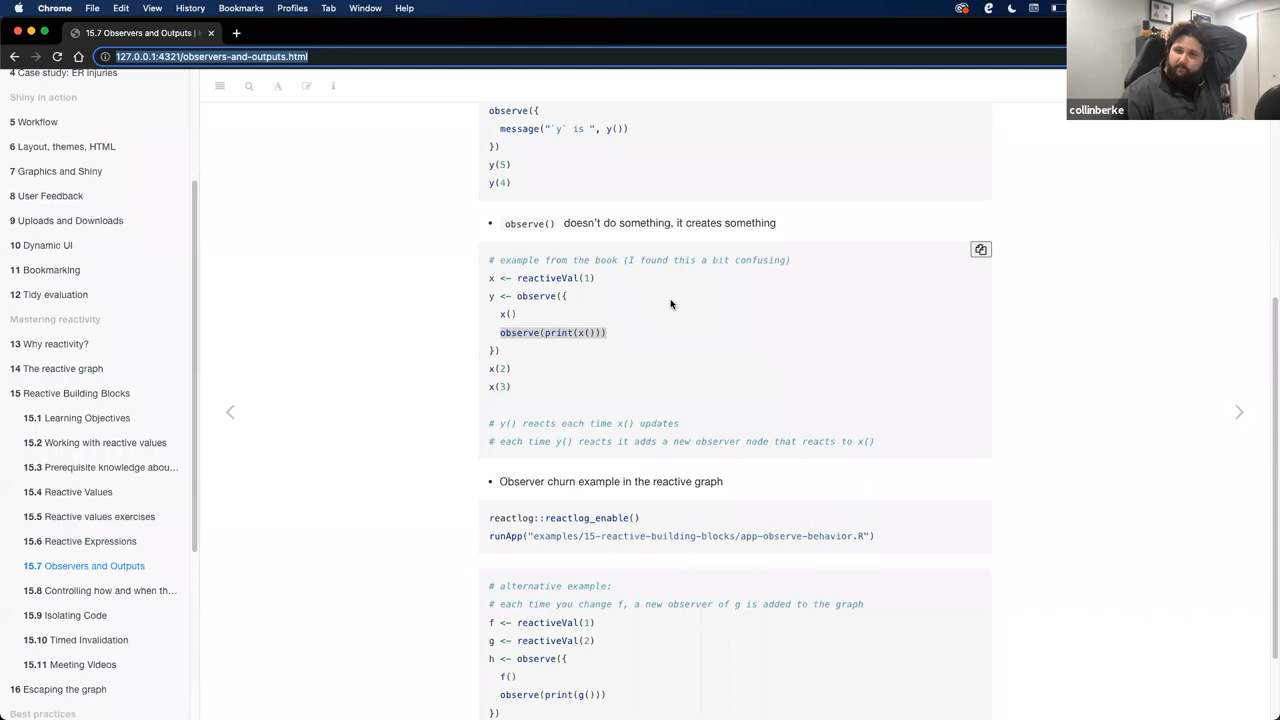 Chrome File Edit View History Bookmarks Profiles Tab Window Help
15.7 Observers and Outputs |
127.0.0.1:4321/observers-and-outputs.html
collinberke
4 Case study: ER injuries
Shiny in action
5 Workflow
6 Layout, themes, HTML
7 Graphics and Shiny
8 User Feedback
9 Uploads and Downloads
10 Dynamic UI
11 Bookmarking
12 Tidy evaluation
Mastering reactivity
13 Why reactivity?
14 The reactive graph
15 Reactive Building Blocks
15.1 Learning Objectives
15.2 Working with reactive values
15.3 Prerequisite knowledge abou...
15.4 Reactive Values
15.5 Reactive values exercises
15.6 Reactive Expressions
15.7 Observers and Outputs
15.8 Controlling how and when th...
15.9 Isolating Code
15.10 Timed Invalidation
15.11 Meeting Videos
16 Escaping the graph
Best practices
observe({
message("`y` is ", y())
})
y(5)
y(4)
• observe() doesn't do something, it creates something
# example from the book (I found this a bit confusing)
x <- reactiveVal(1)
y <- observe({
x()
observe(print(x()))
})
x(2)
x(3)
# y() reacts each time x() updates
# each time y() reacts it adds a new observer node that reacts to x()
• Observer churn example in the reactive graph
reactlog::reactlog_enable()
runApp("examples/15-reactive-building-blocks/app-observe-behavior.R")
# alternative example:
# each time you change f, a new observer of g is added to the graph
f <- reactiveVal(1)
g <- reactiveVal(2)
h <- observe({
f()
observe(print(g()))
})